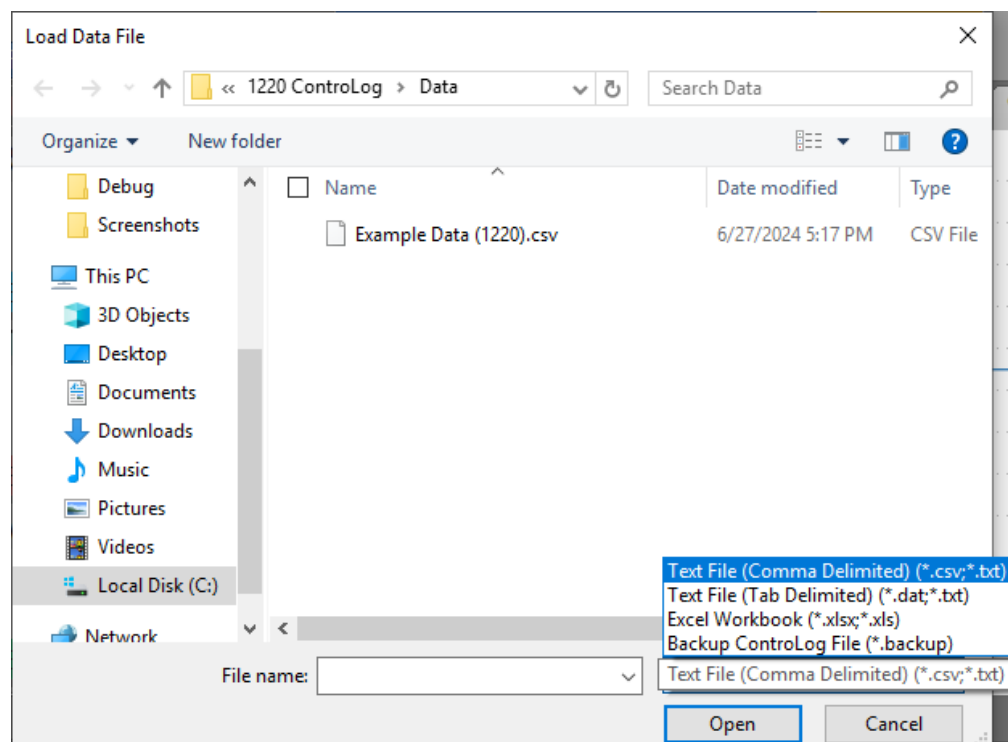 Load Data File
« 1220 ControLog > Data
Search Data
Organize
New folder
Name
Date modified
Type
Debug
Screenshots
This PC
3D Objects
Desktop
Documents
Downloads
Music
Pictures
Videos
Local Disk (C:)
Network
Example Data (1220).csv
6/27/2024 5:17 PM
CSV File
Text File (Comma Delimited) (*.csv;*.txt)
Text File (Tab Delimited) (*.dat;*.txt)
Excel Workbook (*.xlsx;*.xls)
Backup ControLog File (*.backup)
File name:
Text File (Comma Delimited) (*.csv;*.txt)
Open
Cancel